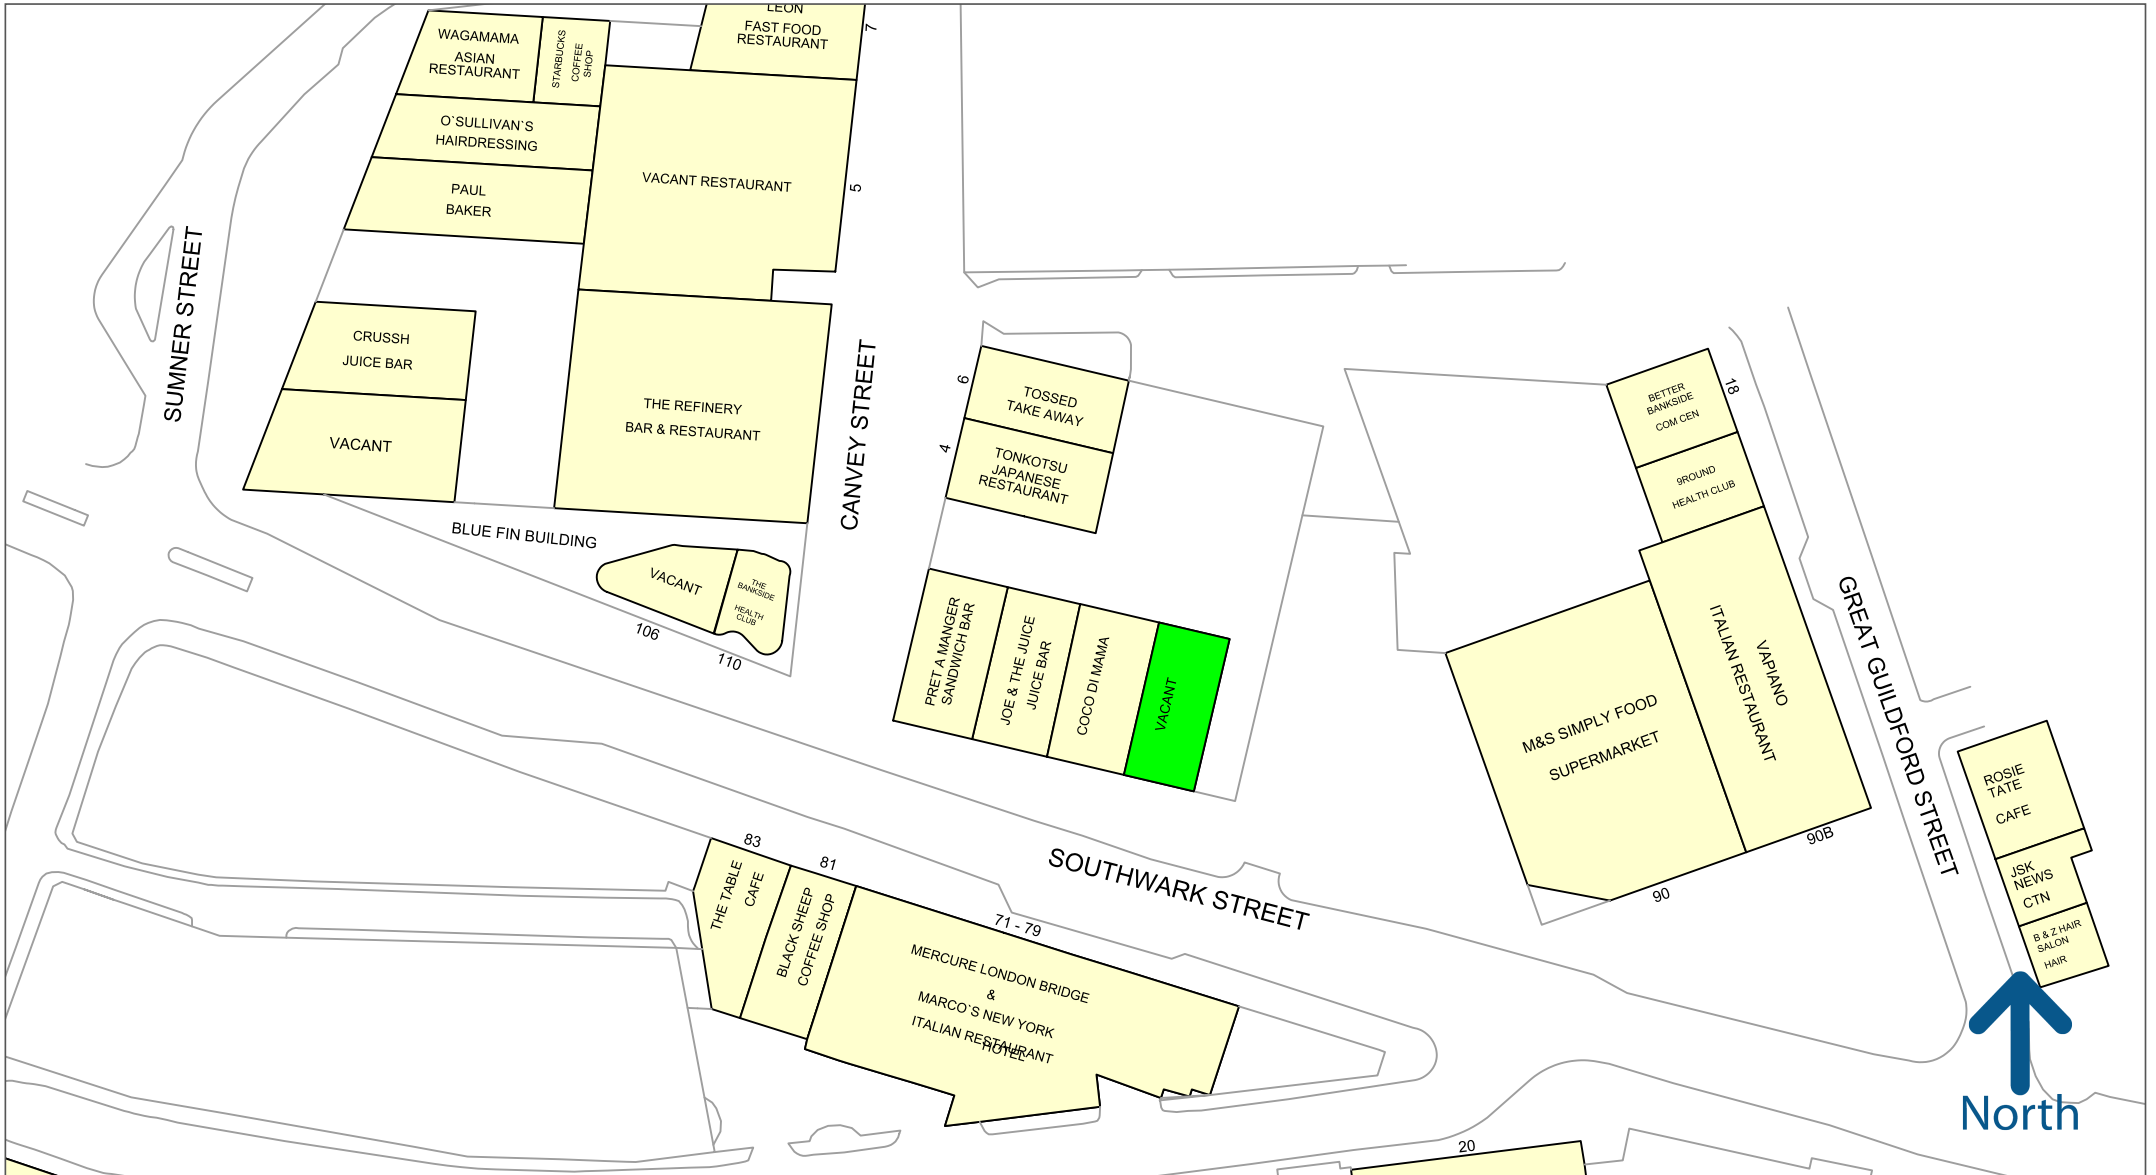 LEON
FAST FOOD
RESTAURANT
7
WAGAMAMA
ASIAN
RESTAURANT
STARBUCKS
COFFEE
SHOP
O`SULLIVAN`S
HAIRDRESSING
PAUL
BAKER
VACANT RESTAURANT
5
SUMNER STREET
CRUSSH
JUICE BAR
VACANT
THE REFINERY
BAR & RESTAURANT
CANVEY STREET
BLUE FIN BUILDING
VACANT
THE
BANKSIDE
HEALTH
CLUB
106
110
6
TOSSED
TAKE AWAY
4
TONKOTSU
JAPANESE
RESTAURANT
PRET A MANGER
SANDWICH BAR
JOE & THE JUICE
JUICE BAR
COCO DI MAMA
VACANT
BETTER
BANKSIDE
COM CEN
18
9ROUND
HEALTH CLUB
VAPIANO
ITALIAN RESTAURANT
M&S SIMPLY FOOD
SUPERMARKET
90
90B
GREAT GUILDFORD STREET
ROSIE
TATE
CAFE
JSK
NEWS
CTN
B & Z HAIR
SALON
HAIR
83
THE TABLE
CAFE
81
BLACK SHEEP
COFFEE SHOP
SOUTHWARK STREET
71 - 79
MERCURE LONDON BRIDGE
&
MARCO`S NEW YORK
ITALIAN RESTAURANT
HOTEL
20
North